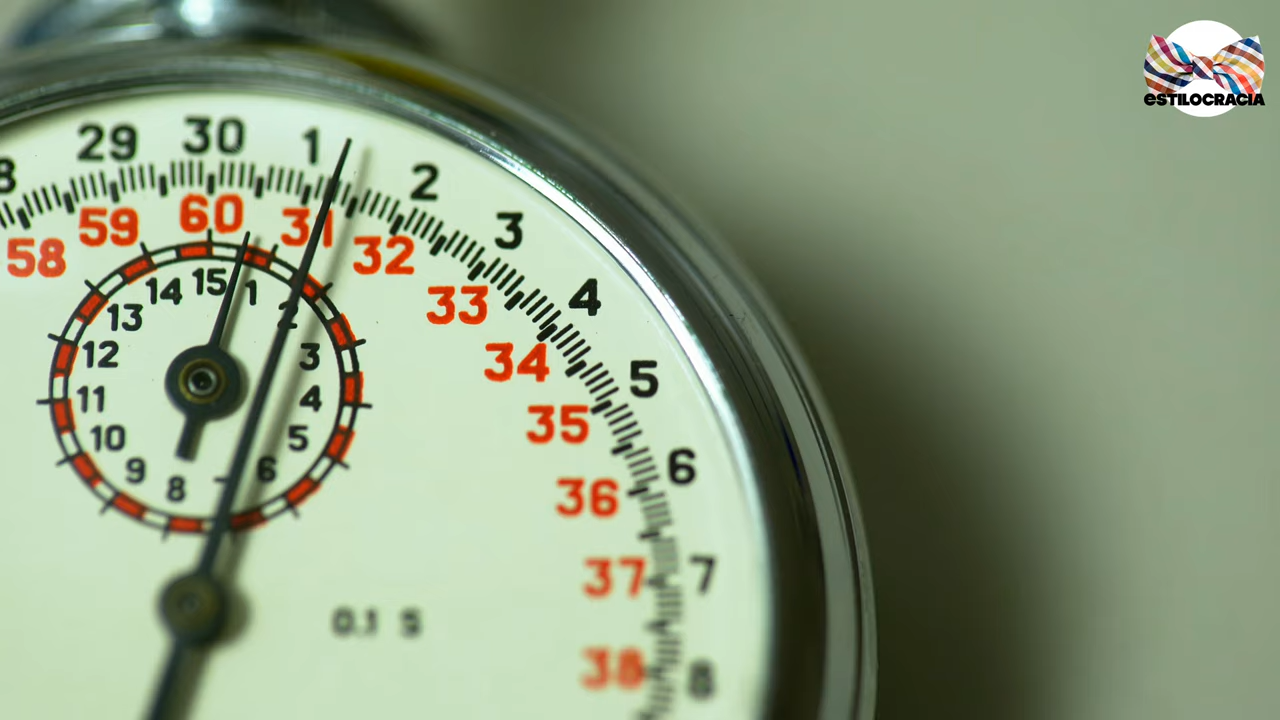 estilocracia
29 30 1 2 3 4 5 6 7 8
58 59 60 31 32 33 34 35 36 37 38
15 1 2 3 4 5 6 8 9 10 11 12 13 14
0.1 S